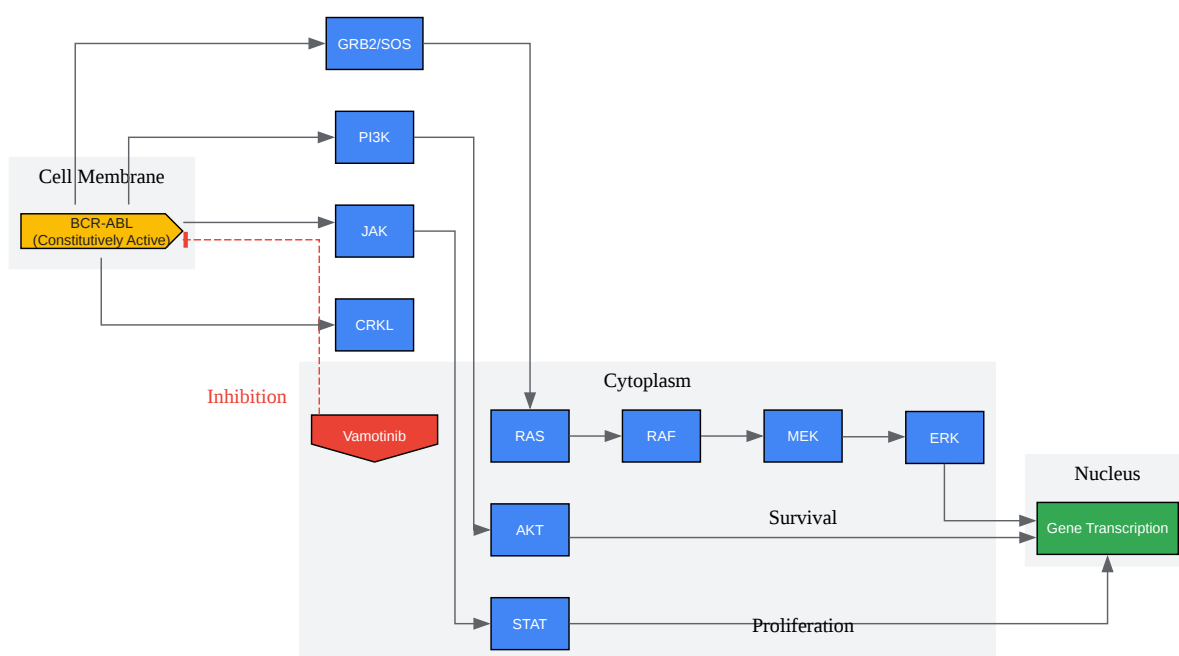 GRB2/SOS
PI3K
Cell Membrane
BCR-ABL
(Constitutively Active)
JAK
CRKL
Inhibition
Cytoplasm
Vamotinib
RAS
RAF
MEK
ERK
Nucleus
Survival
AKT
Gene Transcription
STAT
Proliferation